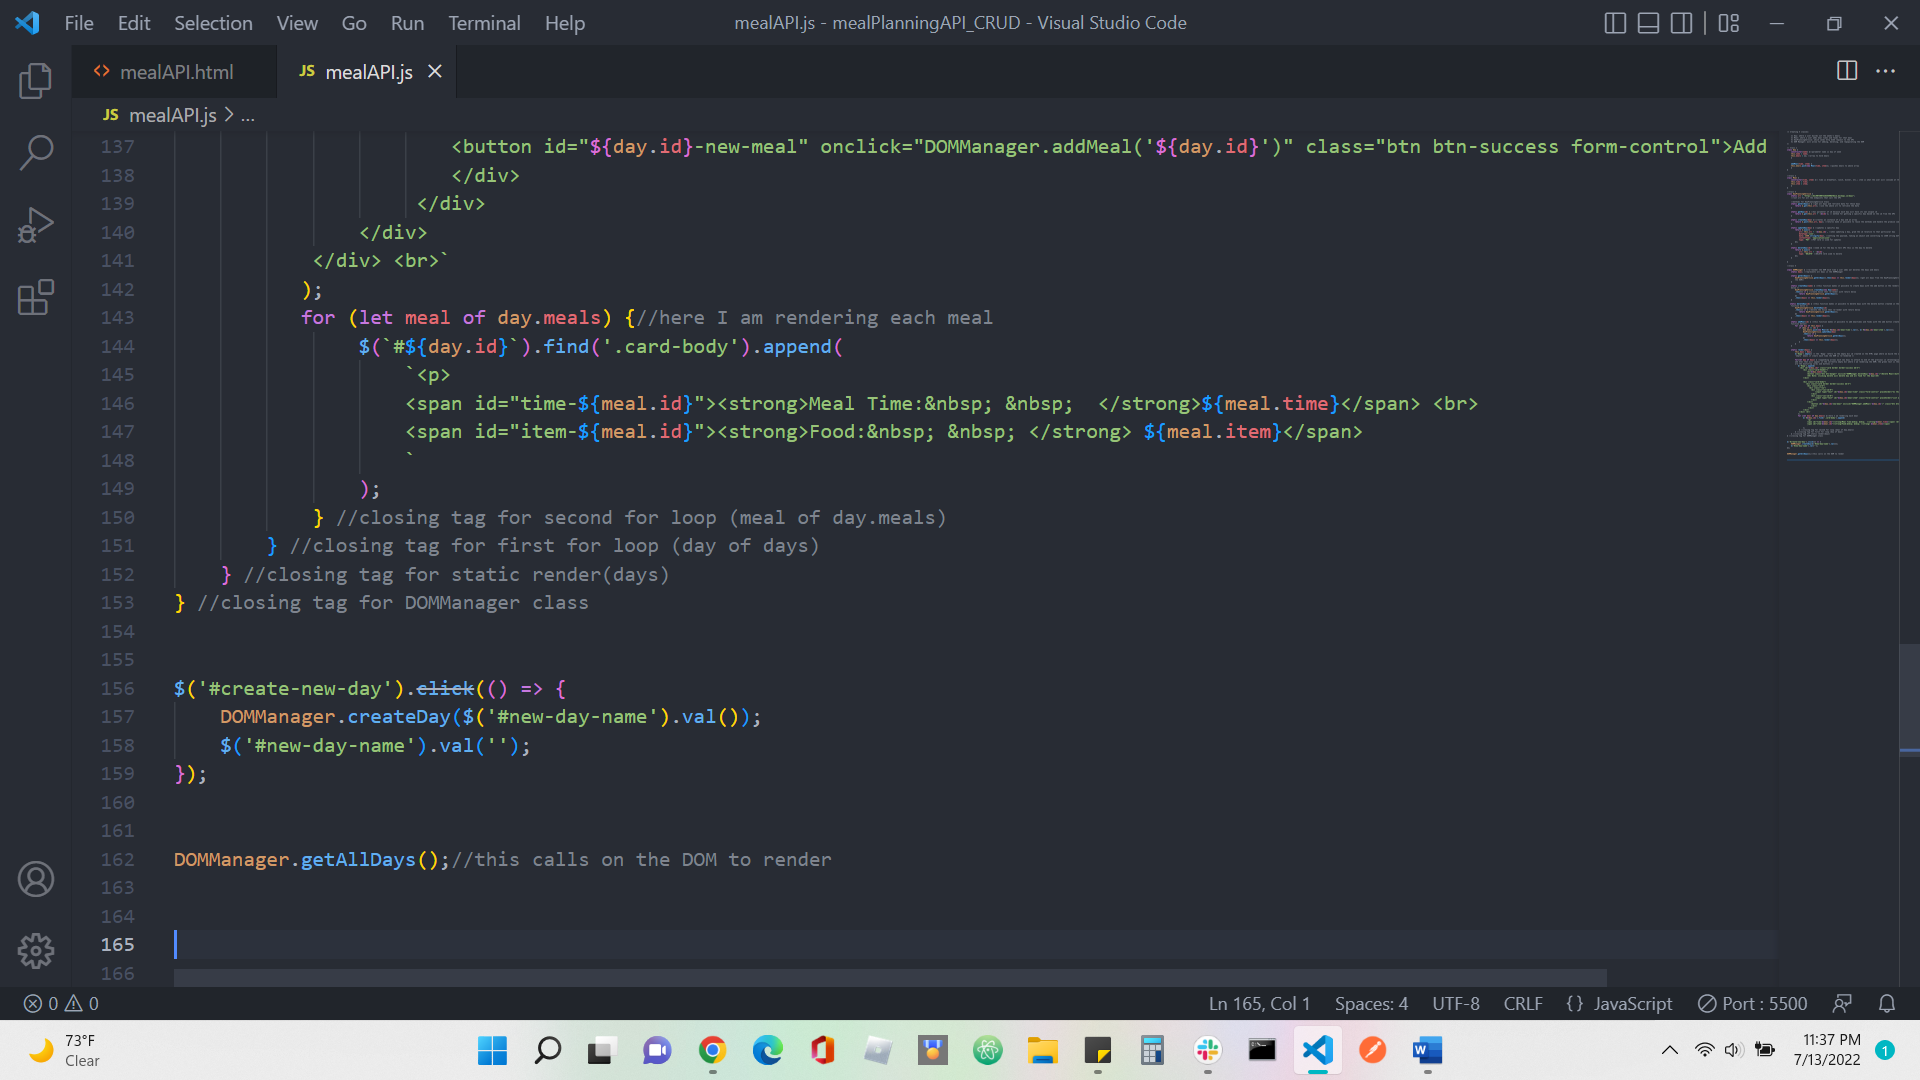 File Edit Selection View Go Run Terminal Help mealAPI.js - mealPlanningAPI_CRUD - Visual Studio Code
<> mealAPI.html JS mealAPI.js
JS mealAPI.js > ...
137 <button id="${day.id}-new-meal" onclick="DOMManager.addMeal('${day.id}')" class="btn btn-success form-control">Add
138 </div>
139 </div>
140 </div>
141 </div> <br>`
142 );
143 for (let meal of day.meals) {//here I am rendering each meal
144 $(`#${day.id}`).find('.card-body').append(
145 `<p>
146 <span id="time-${meal.id}"><strong>Meal Time:&nbsp; &nbsp;  </strong>${meal.time}</span> <br>
147 <span id="item-${meal.id}"><strong>Food:&nbsp; &nbsp; </strong> ${meal.item}</span>
148 `
149 );
150 } //closing tag for second for loop (meal of day.meals)
151 } //closing tag for first for loop (day of days)
152 } //closing tag for static render(days)
153 } //closing tag for DOMManager class
154
155
156 $('#create-new-day').click(() => {
157 DOMManager.createDay($('#new-day-name').val());
158 $('#new-day-name').val('');
159 });
160
161
162 DOMManager.getAllDays();//this calls on the DOM to render
163
164
165
166
0 0 Ln 165, Col 1 Spaces: 4 UTF-8 CRLF {} JavaScript Port : 5500
73°F
Clear
11:37 PM
7/13/2022
1